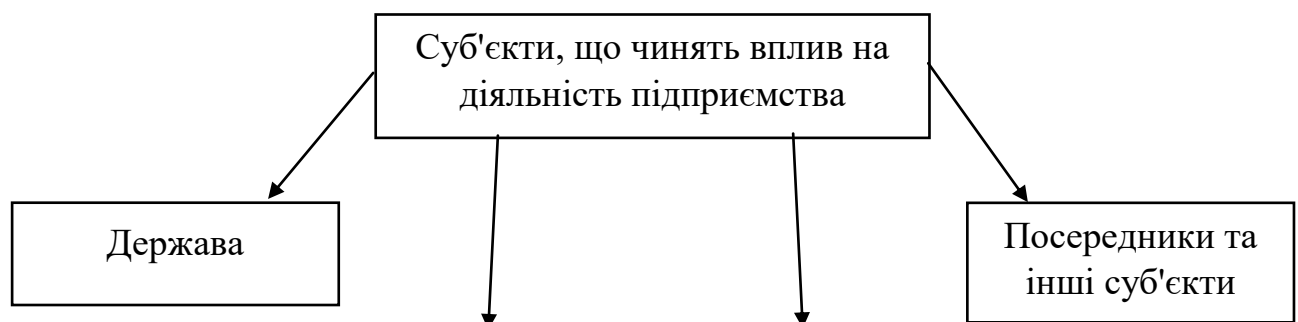 Суб'єкти, що чинять вплив на
діяльність підприємства
Держава
Посередники та
інші суб'єкти